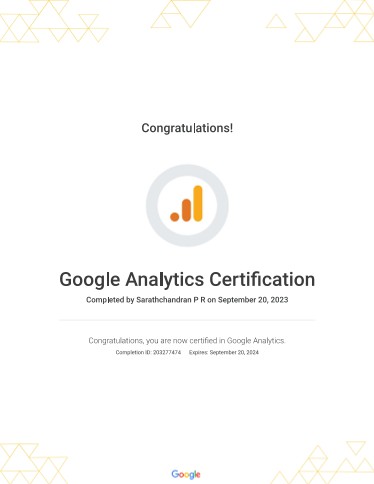 Congratulations!
Google Analytics Certification
Completed by Sarathchandran P R on September 20, 2023
Congratulations, you are now certified in Google Analytics.
Completion ID: 203277474 Expires: September 20, 2024
Google